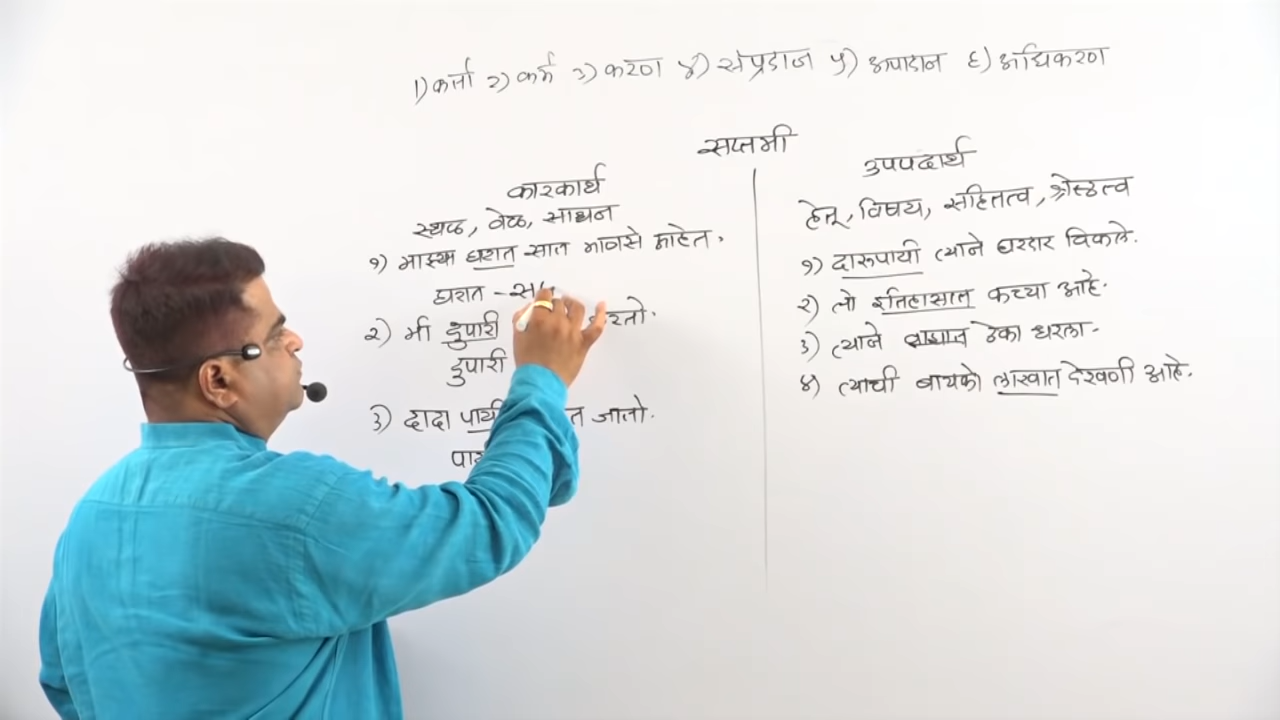 १) कर्ता २) कर्म ३) करण ४) संप्रदान ५) अपादान ६) अधिकरण
सप्तमी
कारकार्थ
स्थळ, वेळ, साधन
१) माझ्या घरात सात माणसे आहेत.
घरात - सप
२) मी दुपारी रतो.
दुपारी
३) दादा पायी त जातो.
पा
उपपदार्थ
हेतू, विषय, सहितत्व, श्रेष्ठत्व
१) दारूपायी त्याने घरदार विकले.
२) तो इतिहासात कच्चा आहे.
३) त्याने तालात ठेका धरला.
४) त्याची बायको लाखात देखणी आहे.